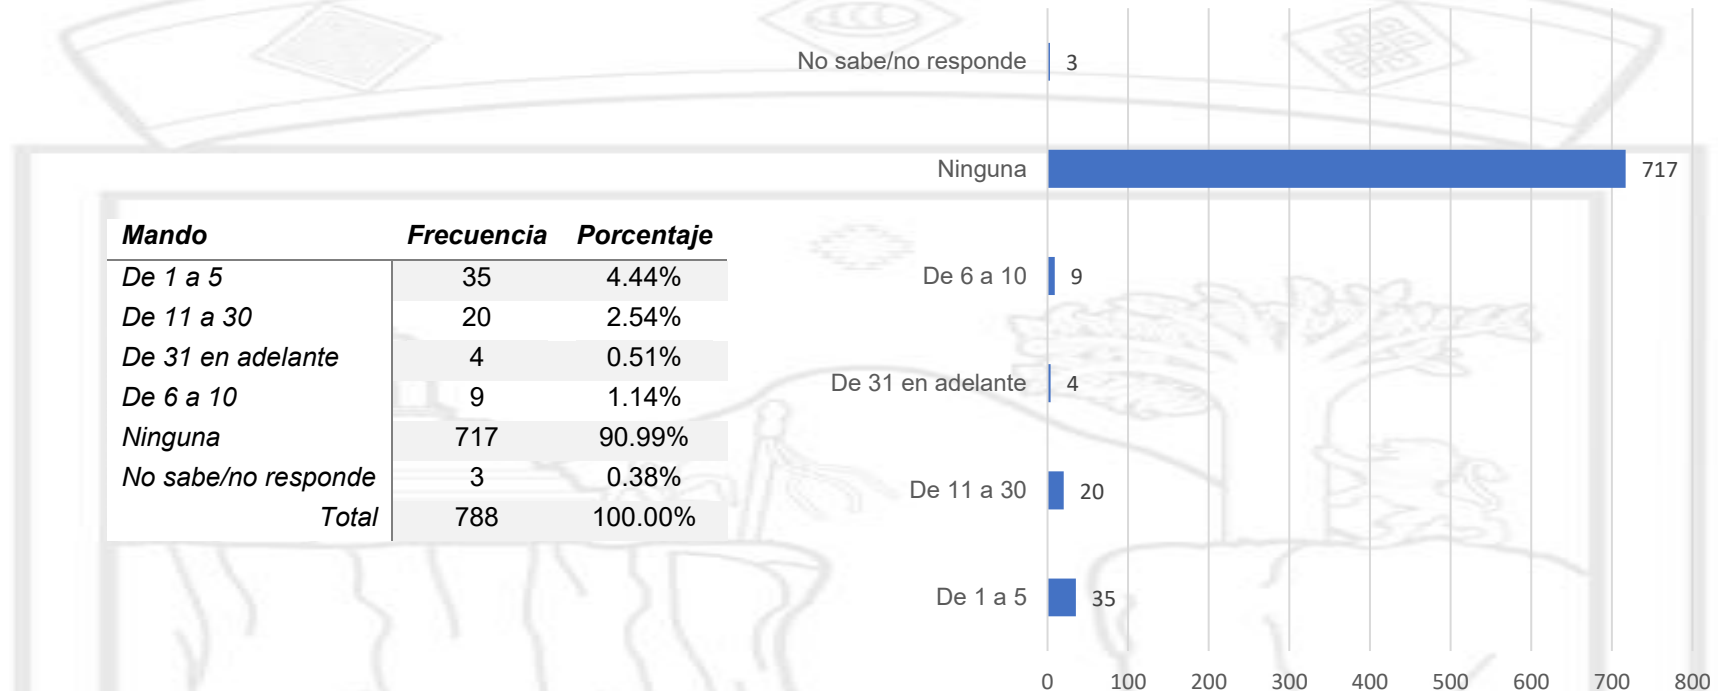 Mando Frecuencia Porcentaje
De 1 a 5 35 4.44%
De 11 a 30 20 2.54%
De 31 en adelante 4 0.51%
De 6 a 10 9 1.14%
Ninguna 717 90.99%
No sabe/no responde 3 0.38%
Total 788 100.00%
No sabe/no responde 3
Ninguna 717
De 6 a 10 9
De 31 en adelante 4
De 11 a 30 20
De 1 a 5 35
0 100 200 300 400 500 600 700 800